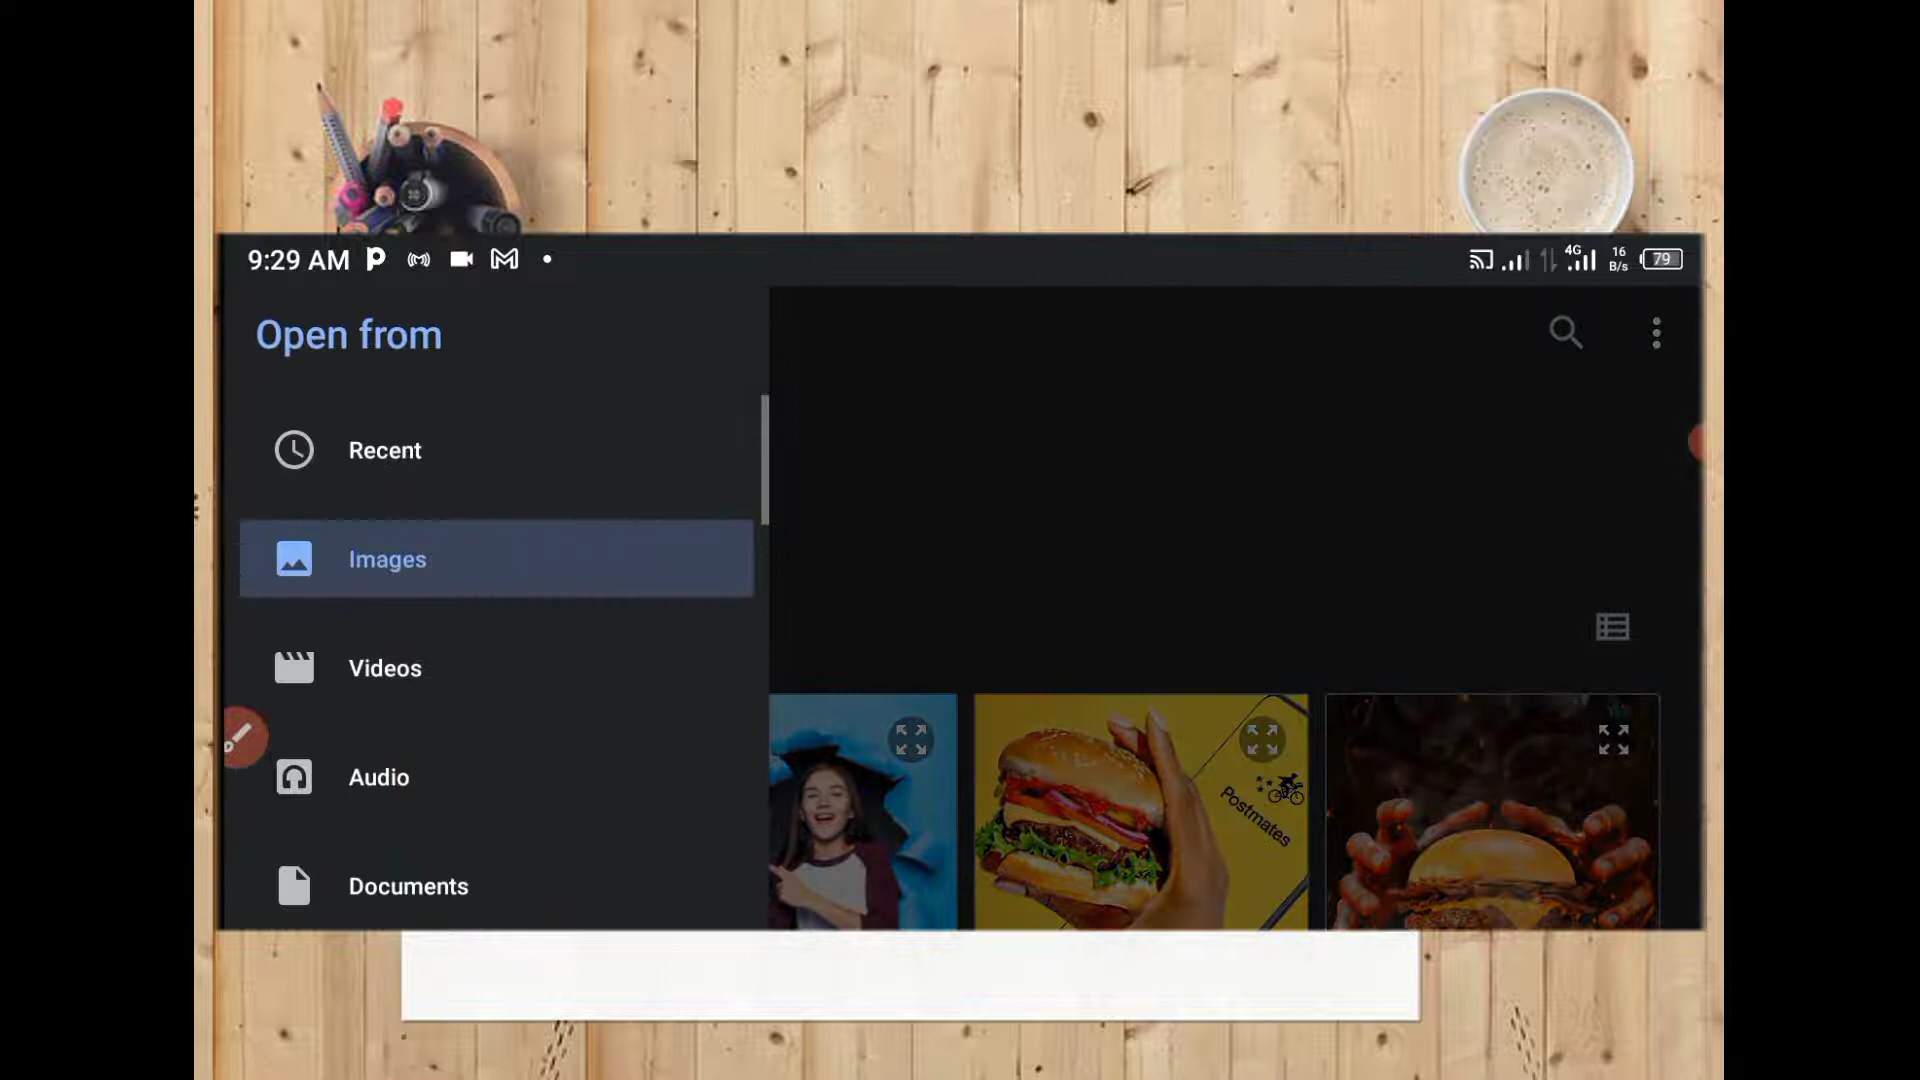 9:29 AM
4G
16
B/s
79
Open from
Recent
Images
Videos
Audio
Documents
Postmates